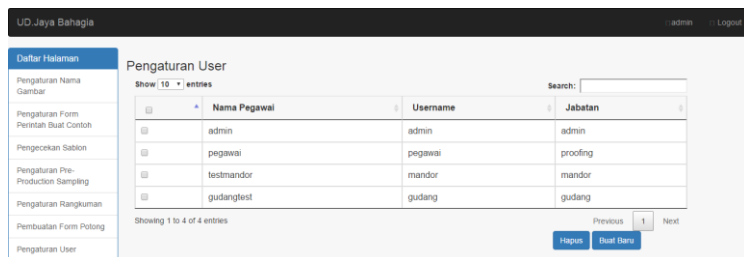 UD.Jaya Bahagia
admin Logout
Daftar Halaman
Pengaturan Nama
Gambar
Pengaturan Form
Perintah Buat Contoh
Pengecekan Sablon
Pengaturan Pre-
Production Sampling
Pengaturan Rangkuman
Pembuatan Form Potong
Pengaturan User
Pengaturan User
Show 10 entries Search:
Nama Pegawai Username Jabatan
admin admin admin
pegawai pegawai proofing
testmandor mandor mandor
gudangtest gudang gudang
Showing 1 to 4 of 4 entries Previous 1 Next
Hapus Buat Baru